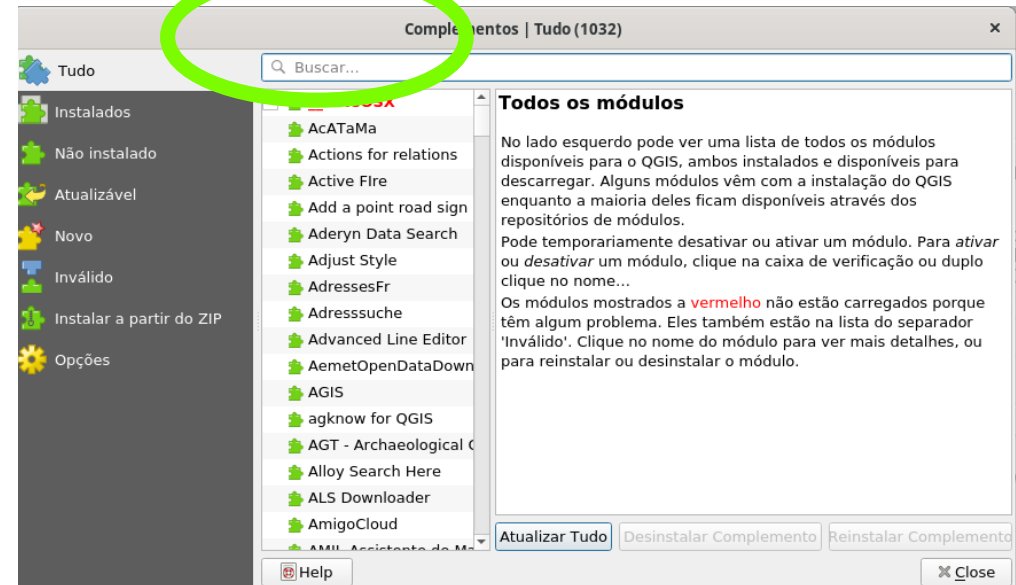 Complementos | Tudo (1032)
Tudo
Buscar...
Instalados
Não instalado
Atualizável
Novo
Inválido
Instalar a partir do ZIP
Opções
AcATaMa
Actions for relations
Active FIre
Add a point road sign
Aderyn Data Search
Adjust Style
AdressesFr
Adresssuche
Advanced Line Editor
AemetOpenDataDown
AGIS
agknow for QGIS
AGT - Archaeological
Alloy Search Here
ALS Downloader
AmigoCloud
Todos os módulos
No lado esquerdo pode ver uma lista de todos os módulos
disponíveis para o QGIS, ambos instalados e disponíveis para
descarregar. Alguns módulos vêm com a instalação do QGIS
enquanto a maioria deles ficam disponíveis através dos
repositórios de módulos.
Pode temporariamente desativar ou ativar um módulo. Para ativar
ou desativar um módulo, clique na caixa de verificação ou duplo
clique no nome...
Os módulos mostrados a vermelho não estão carregados porque
têm algum problema. Eles também estão na lista do separador
'Inválido'. Clique no nome do módulo para ver mais detalhes, ou
para reinstalar ou desinstalar o módulo.
Atualizar Tudo
Desinstalar Complemento
Reinstalar Complemento
Help
Close